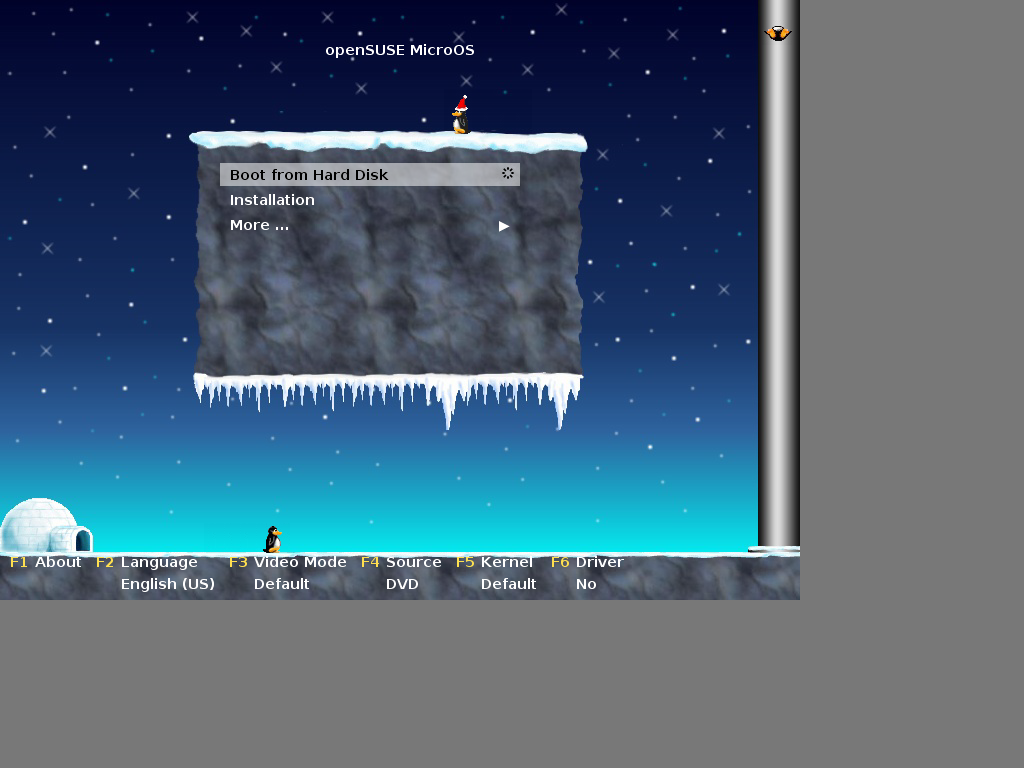 openSUSE MicroOS
Boot from Hard Disk
Installation
More ...
F1 About F2 Language F3 Video Mode F4 Source F5 Kernel F6 Driver
English (US) Default DVD Default No